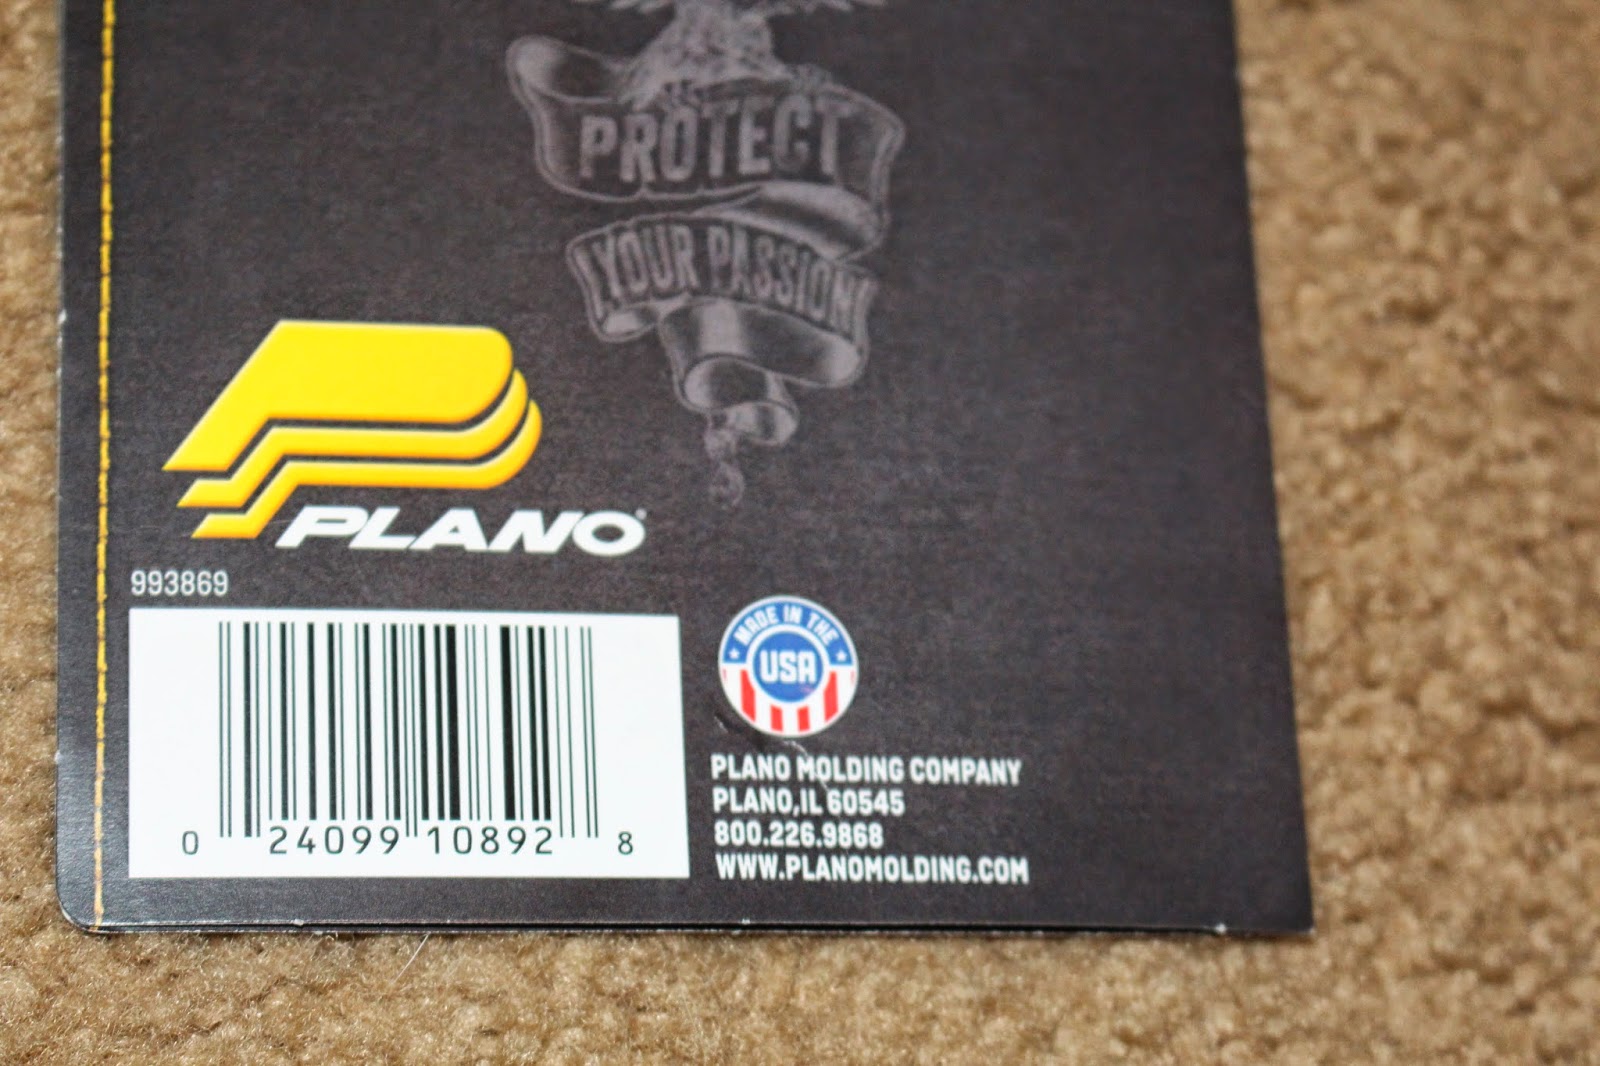 PROTECT
YOUR PASSION
PLANO
993869
0 24099 10892 8
MADE IN THE
USA
PLANO MOLDING COMPANY
PLANO, IL 60545
800.226.9868
WWW.PLANOMOLDING.COM